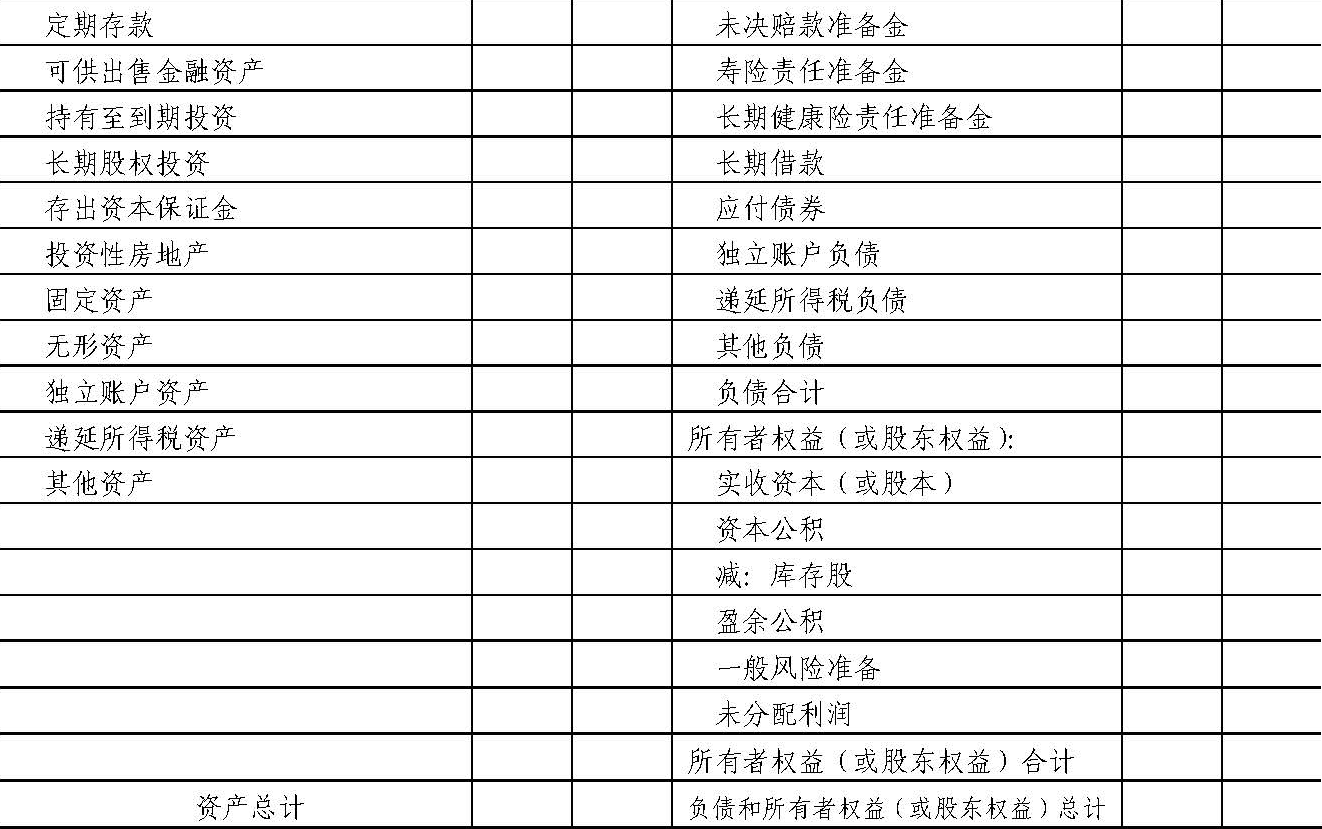 定期存款 未决赔款准备金
可供出售金融资产 寿险责任准备金
持有至到期投资 长期健康险责任准备金
长期股权投资 长期借款
存出资本保证金 应付债券
投资性房地产 独立账户负债
固定资产 递延所得税负债
无形资产 其他负债
独立账户资产 负债合计
递延所得税资产 所有者权益（或股东权益）：
其他资产 实收资本（或股本）
资本公积
减：库存股
盈余公积
一般风险准备
未分配利润
所有者权益（或股东权益）合计
资产总计 负债和所有者权益（或股东权益）总计